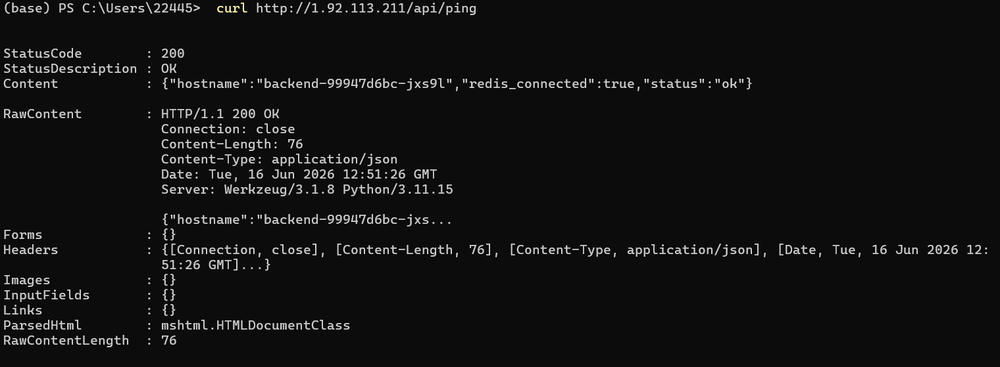 (base) PS C:\Users\22445>  curl http://1.92.113.211/api/ping
StatusCode        : 200
StatusDescription : OK
Content           : {"hostname":"backend-99947d6bc-jxs9l","redis_connected":true,"status":"ok"}
RawContent        : HTTP/1.1 200 OK
                    Connection: close
                    Content-Length: 76
                    Content-Type: application/json
                    Date: Tue, 16 Jun 2026 12:51:26 GMT
                    Server: Werkzeug/3.1.8 Python/3.11.15
                    {"hostname":"backend-99947d6bc-jxs...
Forms             : {}
Headers           : {[Connection, close], [Content-Length, 76], [Content-Type, application/json], [Date, Tue, 16 Jun 2026 12:
                    51:26 GMT]...}
Images            : {}
InputFields       : {}
Links             : {}
ParsedHtml        : mshtml.HTMLDocumentClass
RawContentLength  : 76